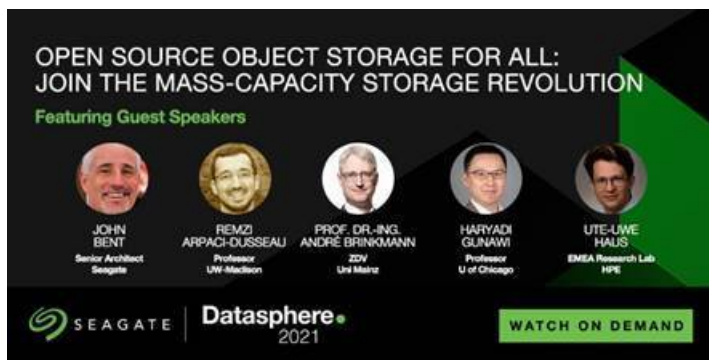 OPEN SOURCE OBJECT STORAGE FOR ALL:
JOIN THE MASS-CAPACITY STORAGE REVOLUTION
Featuring Guest Speakers
JOHN
BENT
Senior Architect
Seagate
REMZI
ARPACI-DUSSEAU
Professor
UW-Madison
PROF. DR.-ING.
ANDRÉ BRINKMANN
ZDV
Uni Mainz
HARYADI
GUNAWI
Professor
U of Chicago
UTE-UWE
HAUS
EMEA Research Lab
HPE
SEAGATE
Datasphere
2021
WATCH ON DEMAND